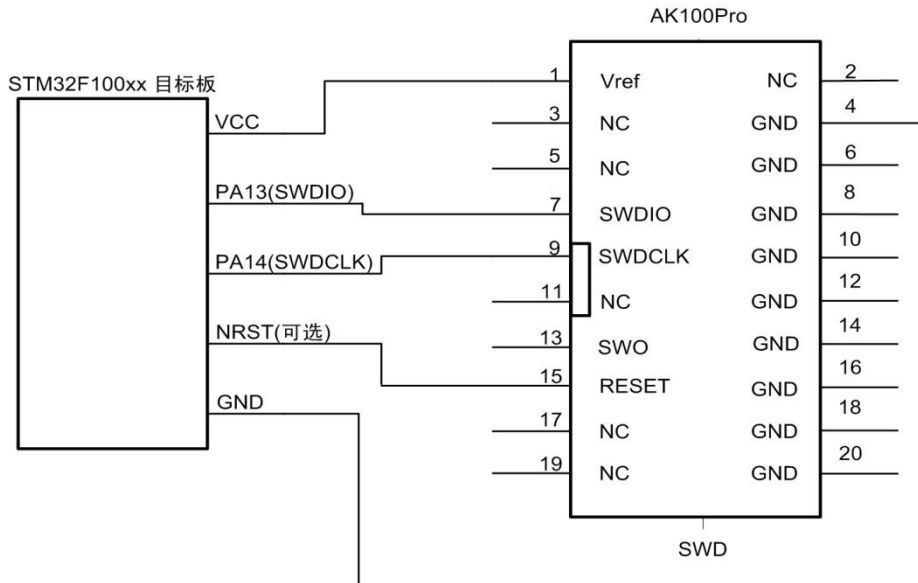 AK100Pro
STM32F100xx 目标板
VCC
PA13(SWDIO)
PA14(SWDCLK)
NRST(可选)
GND
1 Vref NC 2
3 NC GND 4
5 NC GND 6
7 SWDIO GND 8
9 SWDCLK GND 10
11 NC GND 12
13 SWO GND 14
15 RESET GND 16
17 NC GND 18
19 NC GND 20
SWD